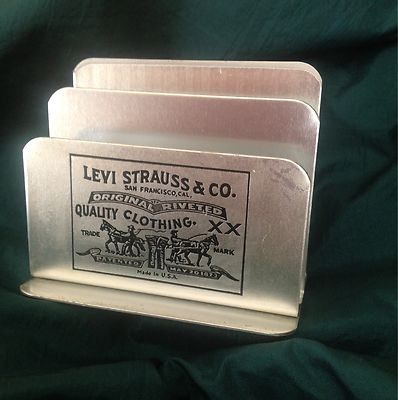 LEVI STRAUSS & CO.
SAN FRANCISCO, CAL.
ORIGINAL RIVETED
QUALITY CLOTHING.
XX
TRADE MARK
PATENTED MAY 20 1873
Made in U.S.A.